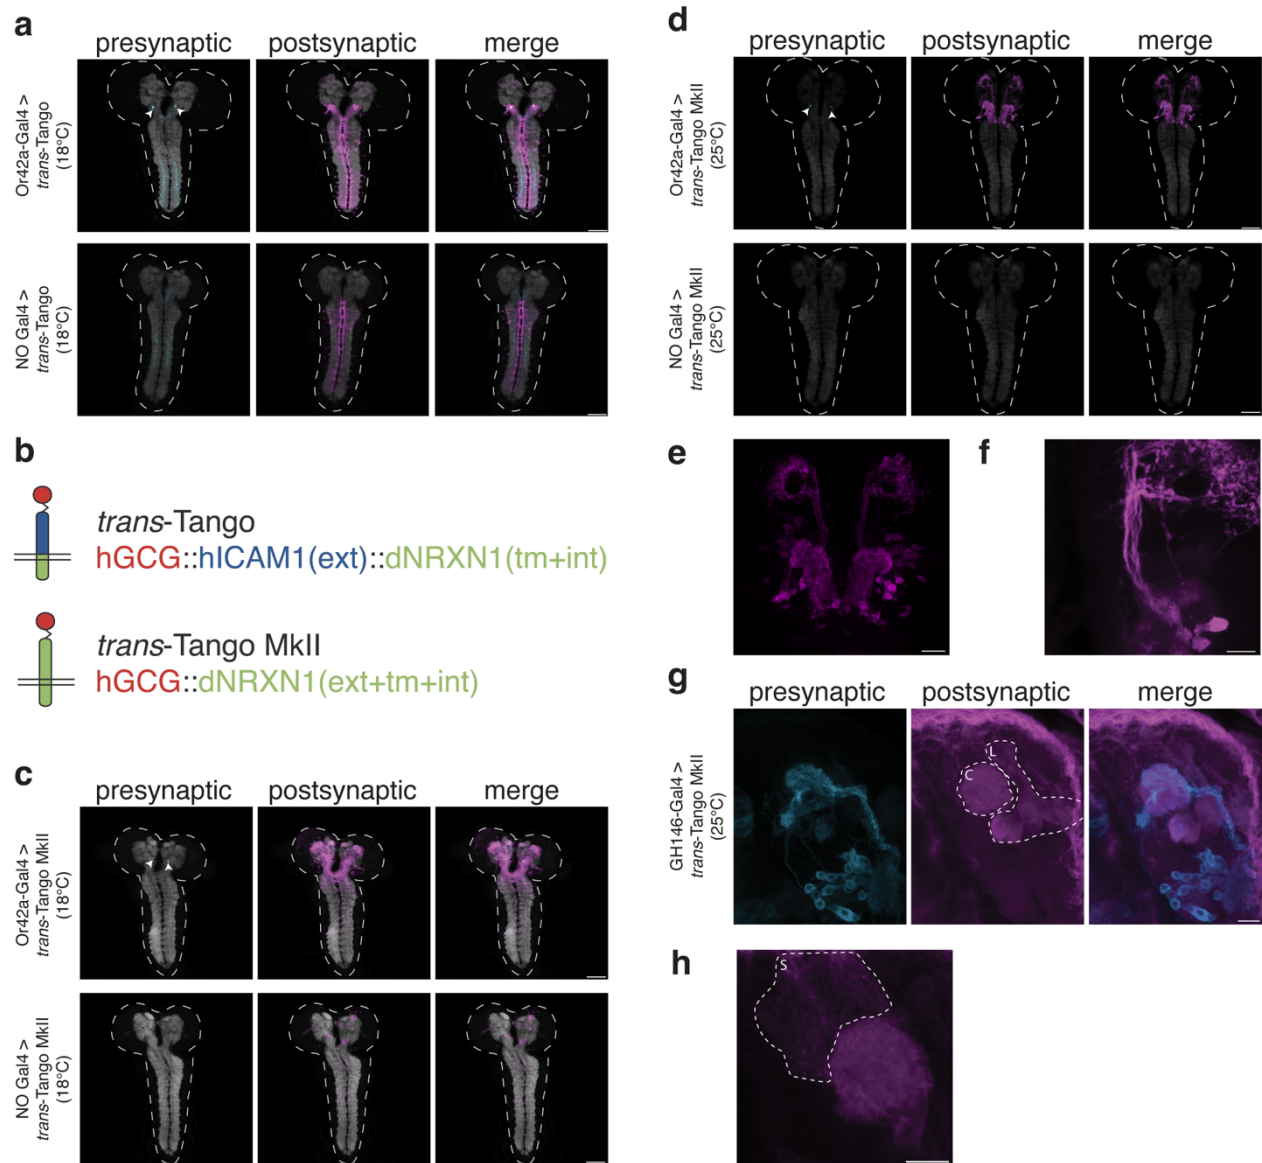 a
presynaptic postsynaptic merge
Or42a-Gal4 >
trans-Tango
(18°C)
NO Gal4 >
trans-Tango
(18°C)
b
trans-Tango
hGCG::hICAM1(ext)::dNRXN1(tm+int)
trans-Tango MkII
hGCG::dNRXN1(ext+tm+int)
c
presynaptic postsynaptic merge
Or42a-Gal4 >
trans-Tango MkII
(18°C)
NO Gal4 >
trans-Tango MkII
(18°C)
d
presynaptic postsynaptic merge
Or42a-Gal4 >
trans-Tango MkII
(25°C)
NO Gal4 >
trans-Tango MkII
(25°C)
e
f
g
presynaptic postsynaptic merge
GH146-Gal4 >
trans-Tango MkII
(25°C)
L
C
h
S